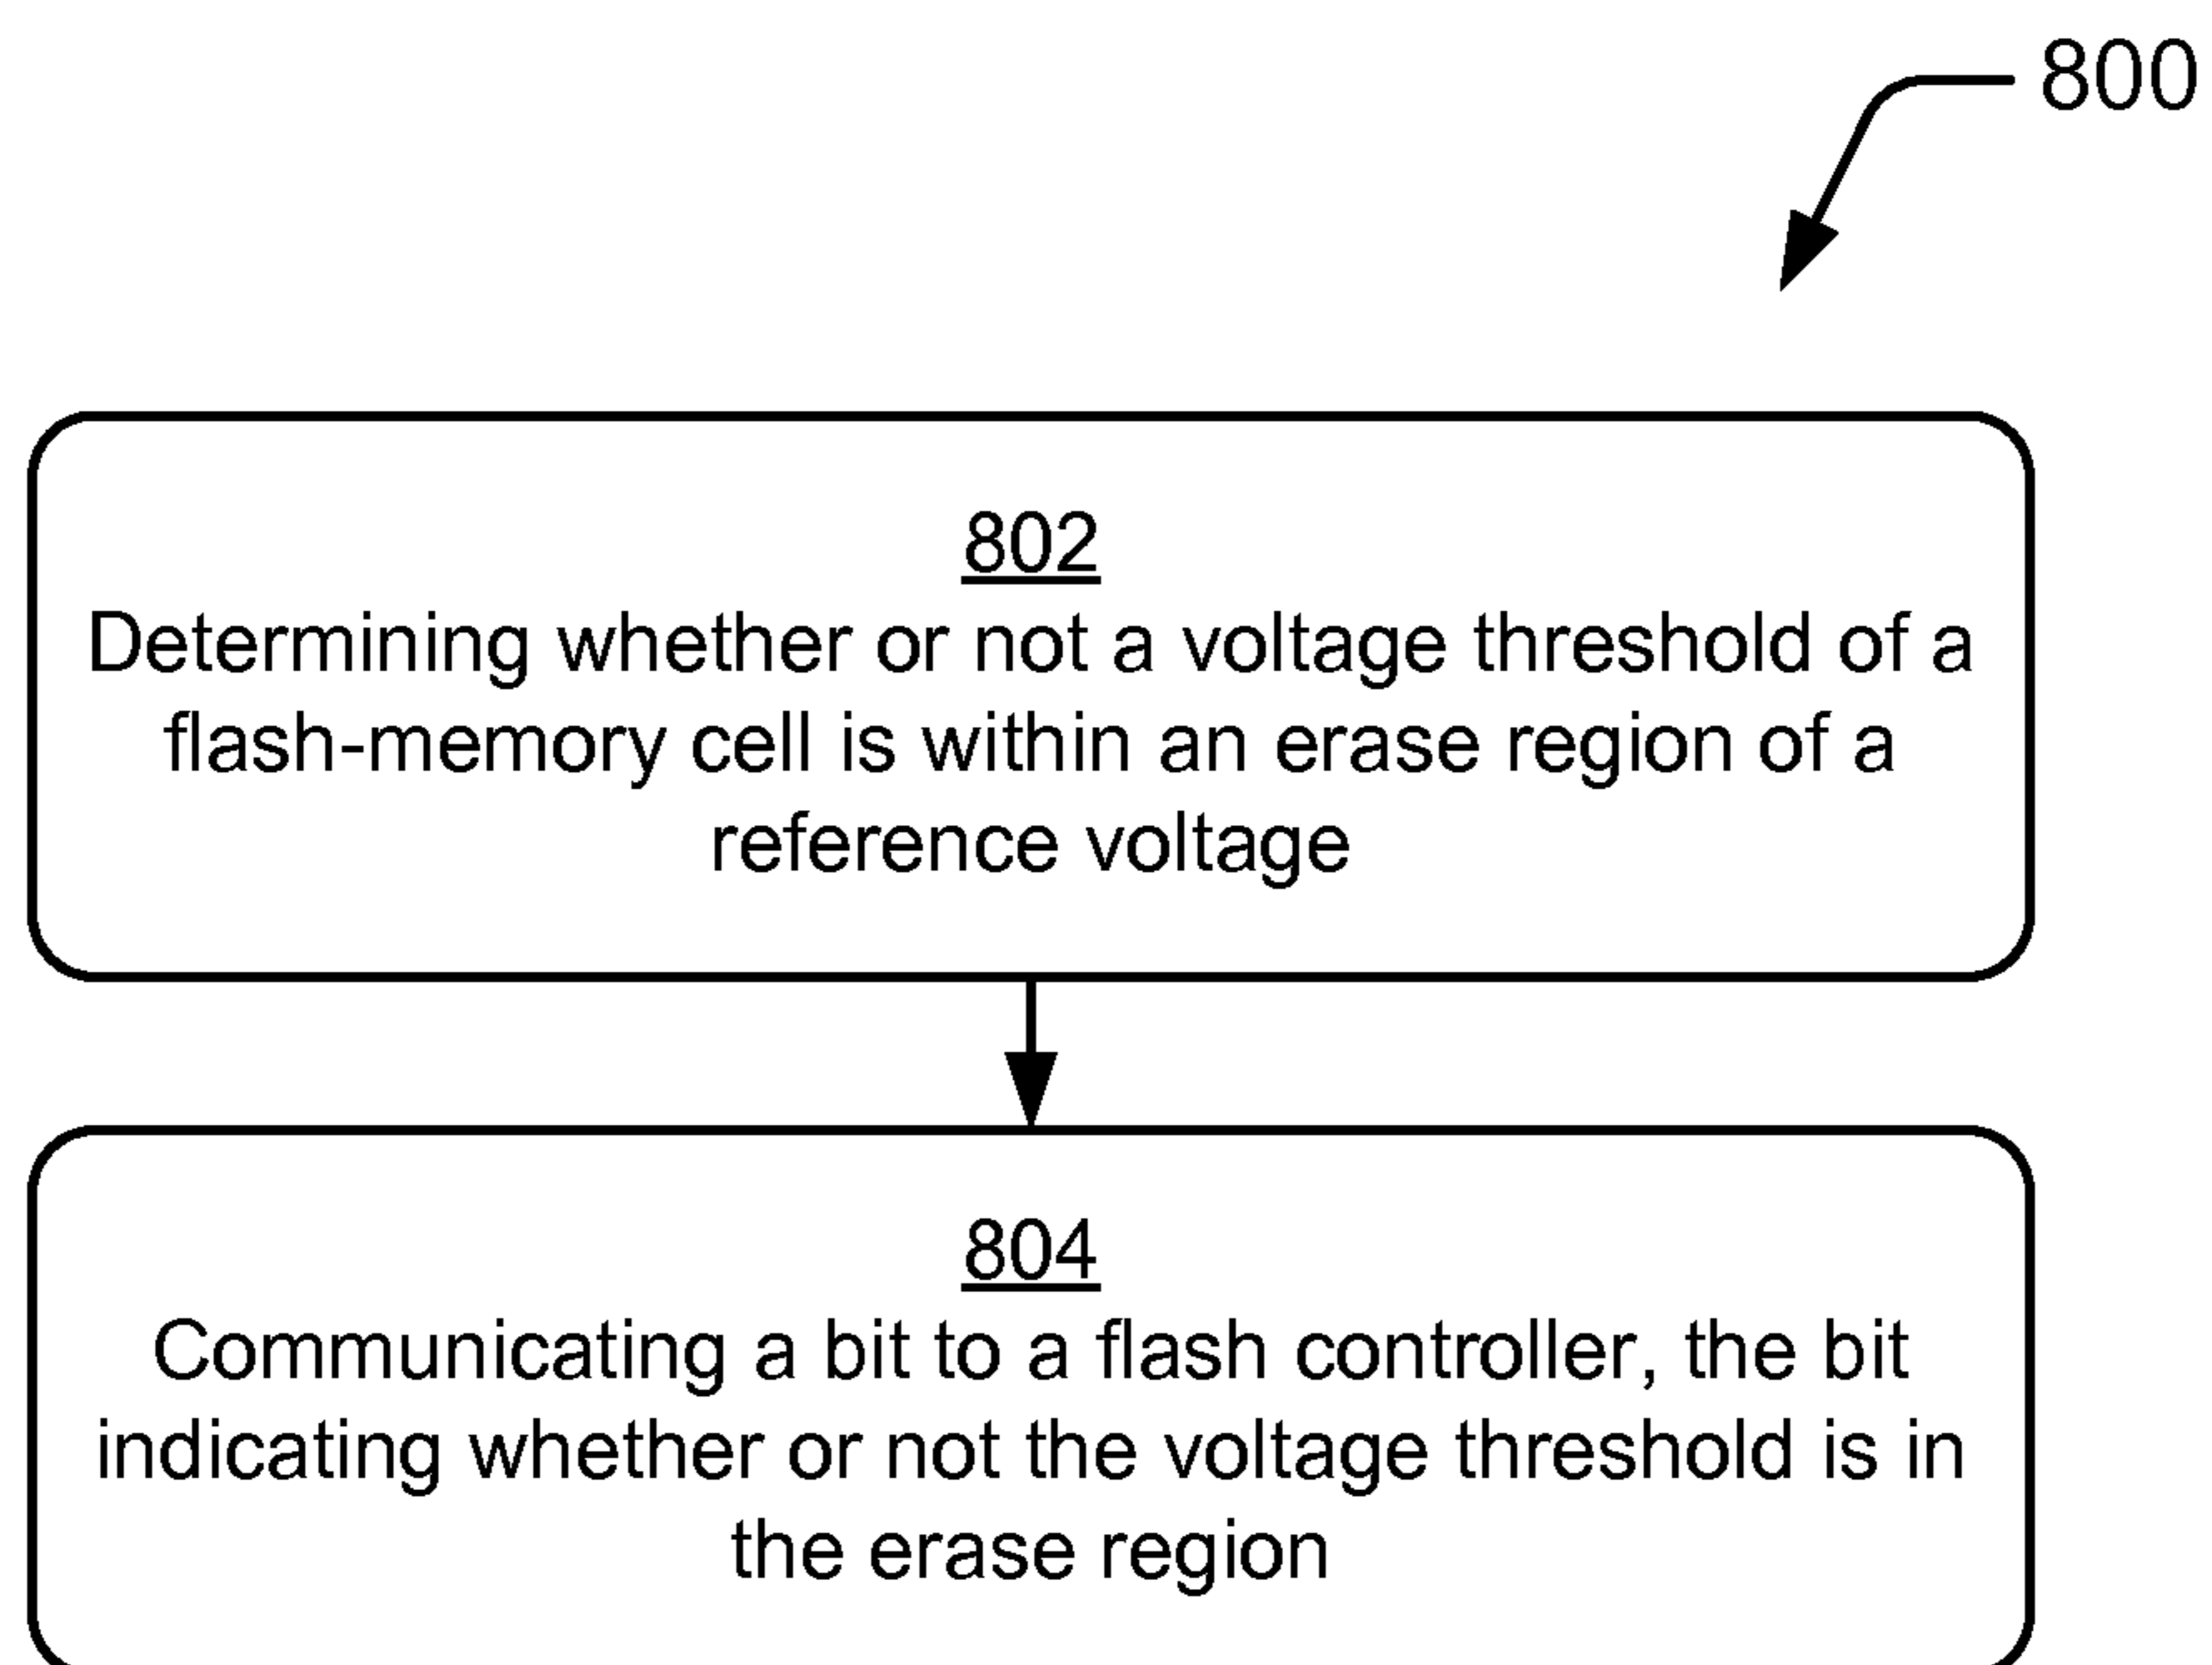 800
802
Determining whether or not a voltage threshold of a
flash-memory cell is within an erase region of a
reference voltage
804
Communicating a bit to a flash controller, the bit
indicating whether or not the voltage threshold is in
the erase region